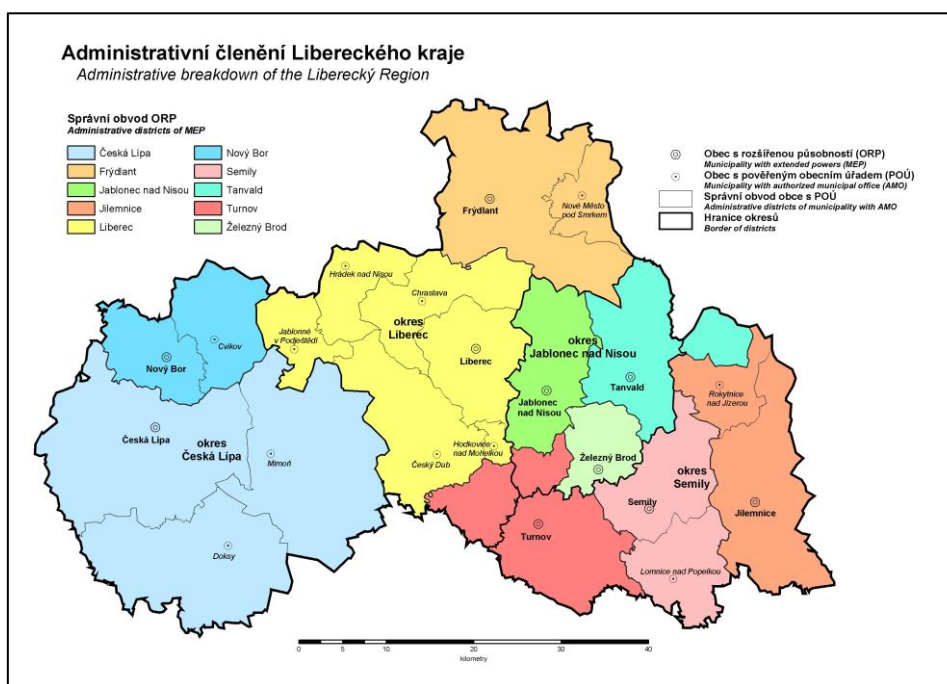 Administrativní členění Libereckého kraje
Administrative breakdown of the Liberecký Region
Správní obvod ORP
Administrative districts of MEP
Česká Lípa
Frýdlant
Jablonec nad Nisou
Jilemnice
Liberec
Nový Bor
Semily
Tanvald
Turnov
Železný Brod
Obec s rozšířenou působností (ORP)
Municipality with extended powers (MEP)
Obec s pověřeným obecním úřadem (POÚ)
Municipality with authorized municipal office (AMO)
Správní obvod obce s POÚ
Administrative districts of municipality with AMO
Hranice okresů
Border of districts
Frýdlant
Nové Město
pod Smrkem
Hrádek nad Nisou
Chrastava
okres
Liberec
Cvikov
Jablonné
v Podještědí
Liberec
okres
Jablonec nad Nisou
Nový Bor
Tanvald
Rokytnice
nad Jizerou
Jablonec
nad Nisou
Česká Lípa
okres
Česká Lípa
Mimoň
Český Dub
Hodkovice
nad Mohelkou
Železný Brod
okres
Semily
Semily
Jilemnice
Turnov
Doksy
Lomnice nad Popelkou
0 5 10 20 30 40
kilometry